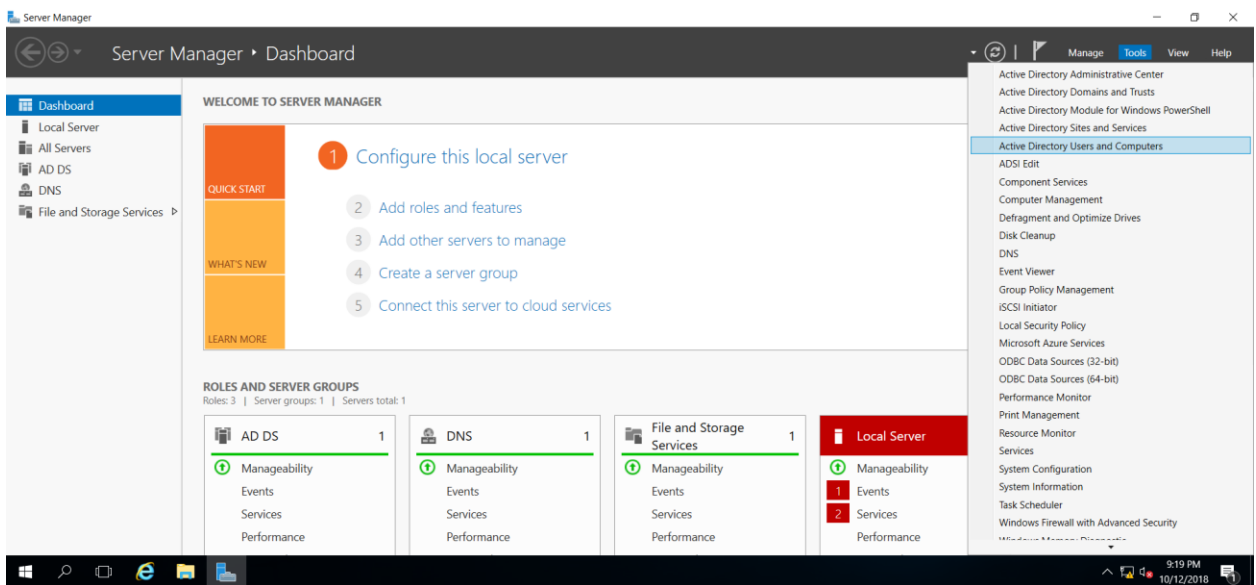 Server Manager
Server Manager • Dashboard
Manage Tools View Help
Dashboard
Local Server
All Servers
AD DS
DNS
File and Storage Services
WELCOME TO SERVER MANAGER
QUICK START
WHAT'S NEW
LEARN MORE
1 Configure this local server
2 Add roles and features
3 Add other servers to manage
4 Create a server group
5 Connect this server to cloud services
ROLES AND SERVER GROUPS
Roles: 3 | Server groups: 1 | Servers total: 1
AD DS 1
Manageability
Events
Services
Performance
DNS 1
Manageability
Events
Services
Performance
File and Storage
Services 1
Manageability
Events
Services
Performance
Local Server
Manageability
1 Events
2 Services
Performance
Active Directory Administrative Center
Active Directory Domains and Trusts
Active Directory Module for Windows PowerShell
Active Directory Sites and Services
Active Directory Users and Computers
ADSI Edit
Component Services
Computer Management
Defragment and Optimize Drives
Disk Cleanup
DNS
Event Viewer
Group Policy Management
iSCSI Initiator
Local Security Policy
Microsoft Azure Services
ODBC Data Sources (32-bit)
ODBC Data Sources (64-bit)
Performance Monitor
Print Management
Resource Monitor
Services
System Configuration
System Information
Task Scheduler
Windows Firewall with Advanced Security
Windows Memory Diagnostic
9:19 PM
10/12/2018
1